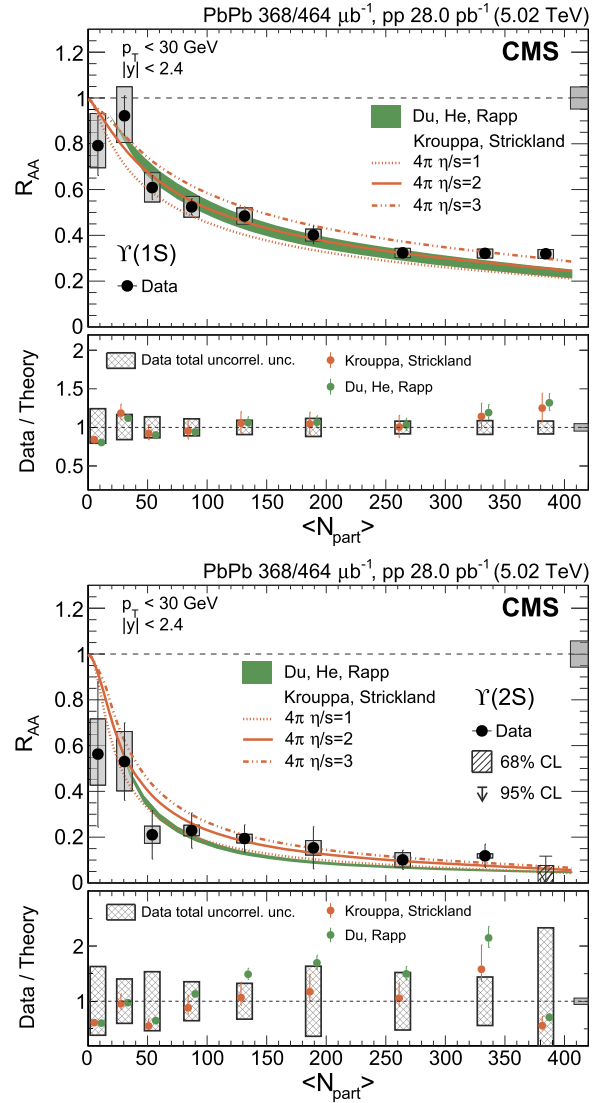 PbPb 368/464 μb⁻¹, pp 28.0 pb⁻¹ (5.02 TeV)
p_T < 30 GeV
|y| < 2.4
CMS
Du, He, Rapp
Krouppa, Strickland
4π η/s=1
4π η/s=2
4π η/s=3
ϒ(1S)
Data
R_AA
1.2
1
0.8
0.6
0.4
0.2
0
Data total uncorrel. unc.
Krouppa, Strickland
Du, He, Rapp
Data / Theory
2
1.5
1
0.5
0 50 100 150 200 250 300 350 400
<N_part>
PbPb 368/464 μb⁻¹, pp 28.0 pb⁻¹ (5.02 TeV)
p_T < 30 GeV
|y| < 2.4
CMS
Du, He, Rapp
Krouppa, Strickland
4π η/s=1
4π η/s=2
4π η/s=3
ϒ(2S)
Data
68% CL
95% CL
R_AA
1.2
1
0.8
0.6
0.4
0.2
0
Data total uncorrel. unc.
Krouppa, Strickland
Du, Rapp
Data / Theory
2
1
0
0 50 100 150 200 250 300 350 400
<N_part>